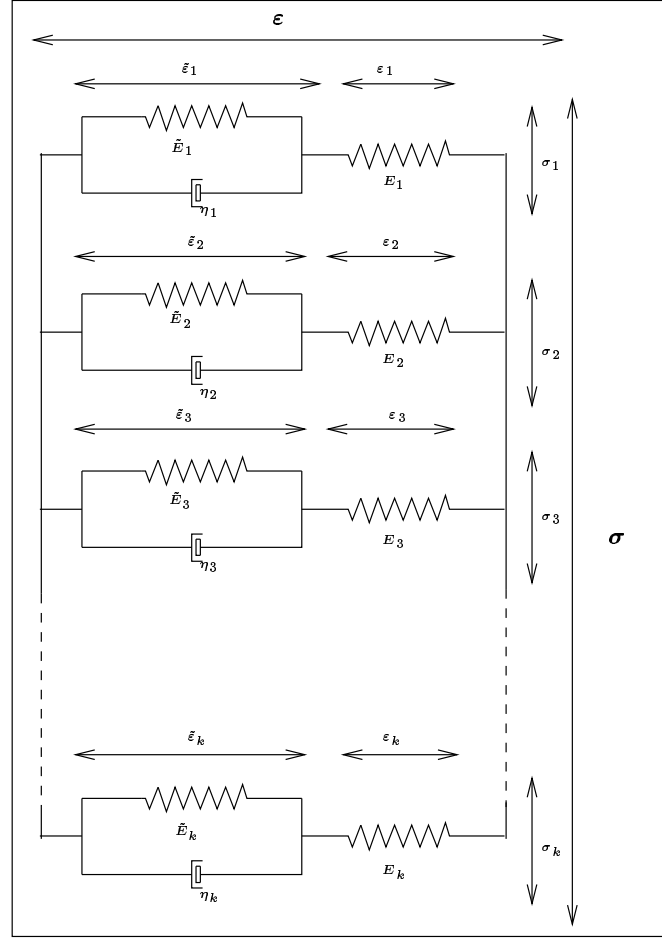 ε
ε̃₁ ε₁
Ẽ₁ σ₁
E₁
η₁
ε̃₂ ε₂
Ẽ₂
σ₂
E₂
η₂
ε̃₃ ε₃
Ẽ₃
σ₃
σ
E₃
η₃
ε̃ₖ εₖ
Ẽₖ
σₖ
Eₖ
ηₖ